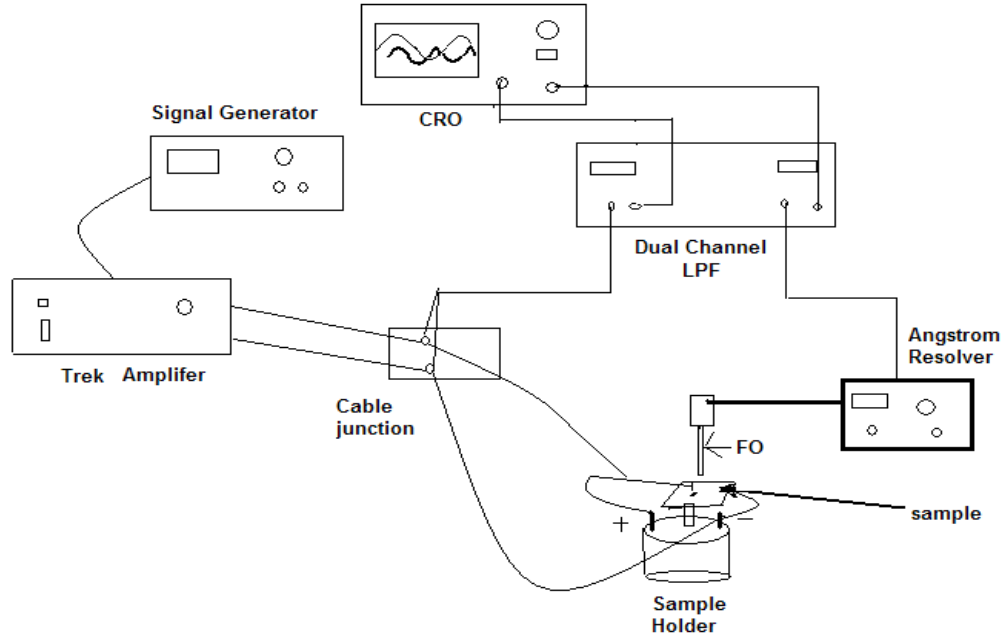 CRO
Signal Generator
Dual Channel
LPF
Angstrom
Resolver
Trek Amplifer
Cable
junction
FO
sample
+
−
Sample
Holder